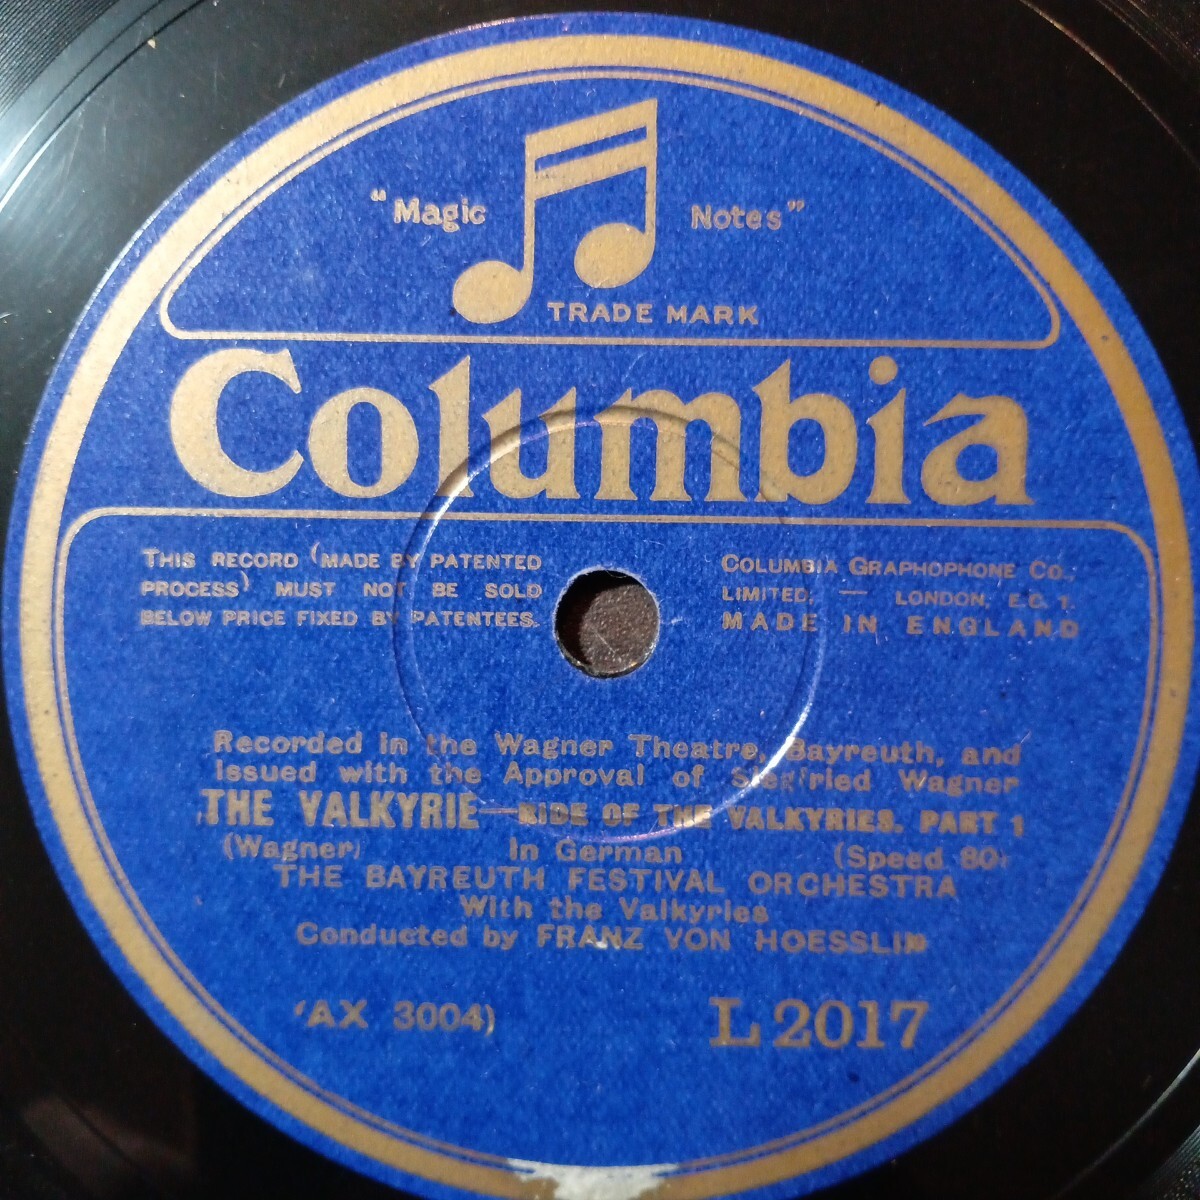 "Magic Notes"
TRADE MARK
Columbia
THIS RECORD (MADE BY PATENTED
PROCESS) MUST NOT BE SOLD
BELOW PRICE FIXED BY PATENTEES.
COLUMBIA GRAPHOPHONE CO.,
LIMITED, — LONDON, E.C. 1.
MADE IN ENGLAND
Recorded in the Wagner Theatre, Bayreuth, and
issued with the Approval of Siegfried Wagner
THE VALKYRIE—RIDE OF THE VALKYRIES. PART 1
(Wagner) In German (Speed 80)
THE BAYREUTH FESTIVAL ORCHESTRA
With the Valkyries
Conducted by FRANZ VON HOESSLIN
(AX 3004) L 2017